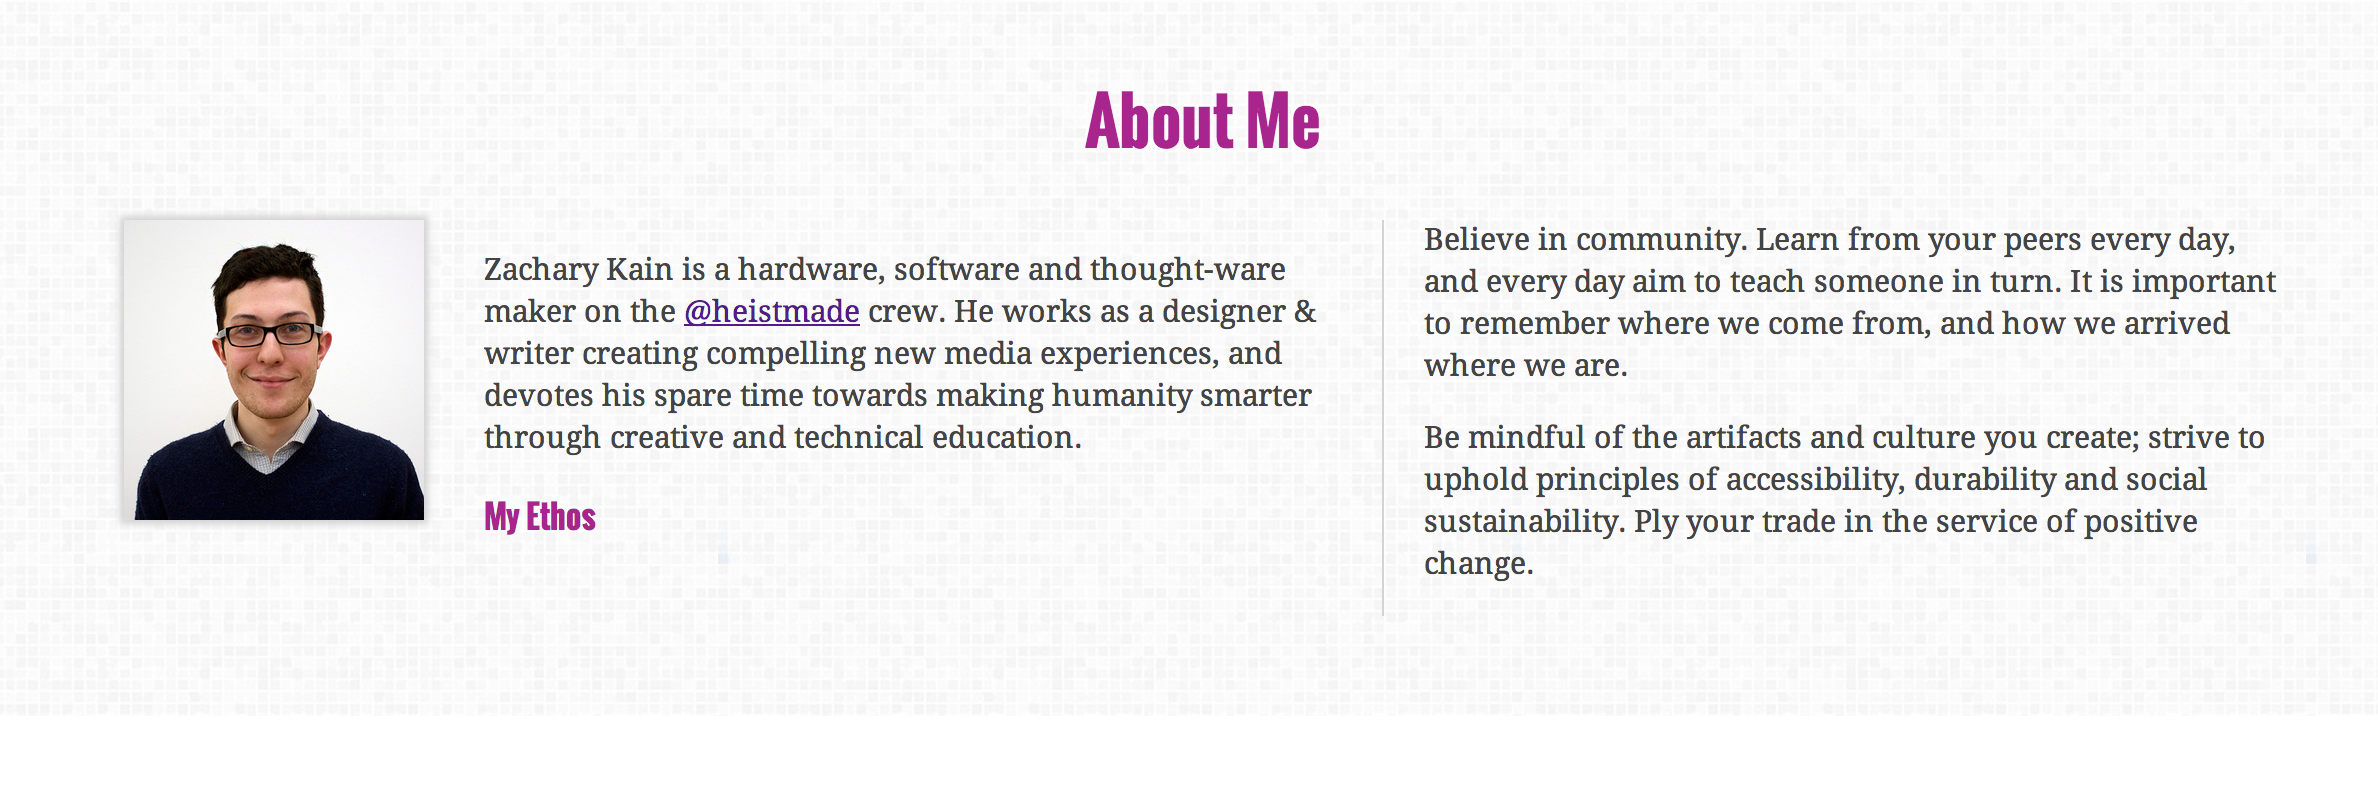 About Me
Zachary Kain is a hardware, software and thought-ware
maker on the @heistmade crew. He works as a designer &
writer creating compelling new media experiences, and
devotes his spare time towards making humanity smarter
through creative and technical education.
My Ethos
Believe in community. Learn from your peers every day,
and every day aim to teach someone in turn. It is important
to remember where we come from, and how we arrived
where we are.
Be mindful of the artifacts and culture you create; strive to
uphold principles of accessibility, durability and social
sustainability. Ply your trade in the service of positive
change.